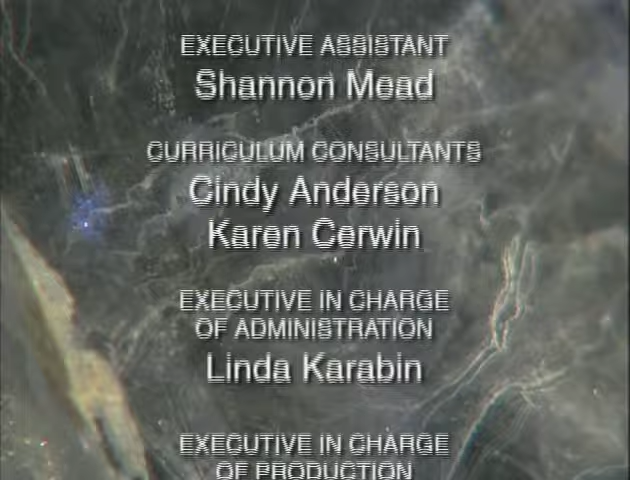 EXECUTIVE ASSISTANT
Shannon Mead
CURRICULUM CONSULTANTS
Cindy Anderson
Karen Cerwin
EXECUTIVE IN CHARGE
OF ADMINISTRATION
Linda Karabin
EXECUTIVE IN CHARGE
OF PRODUCTION